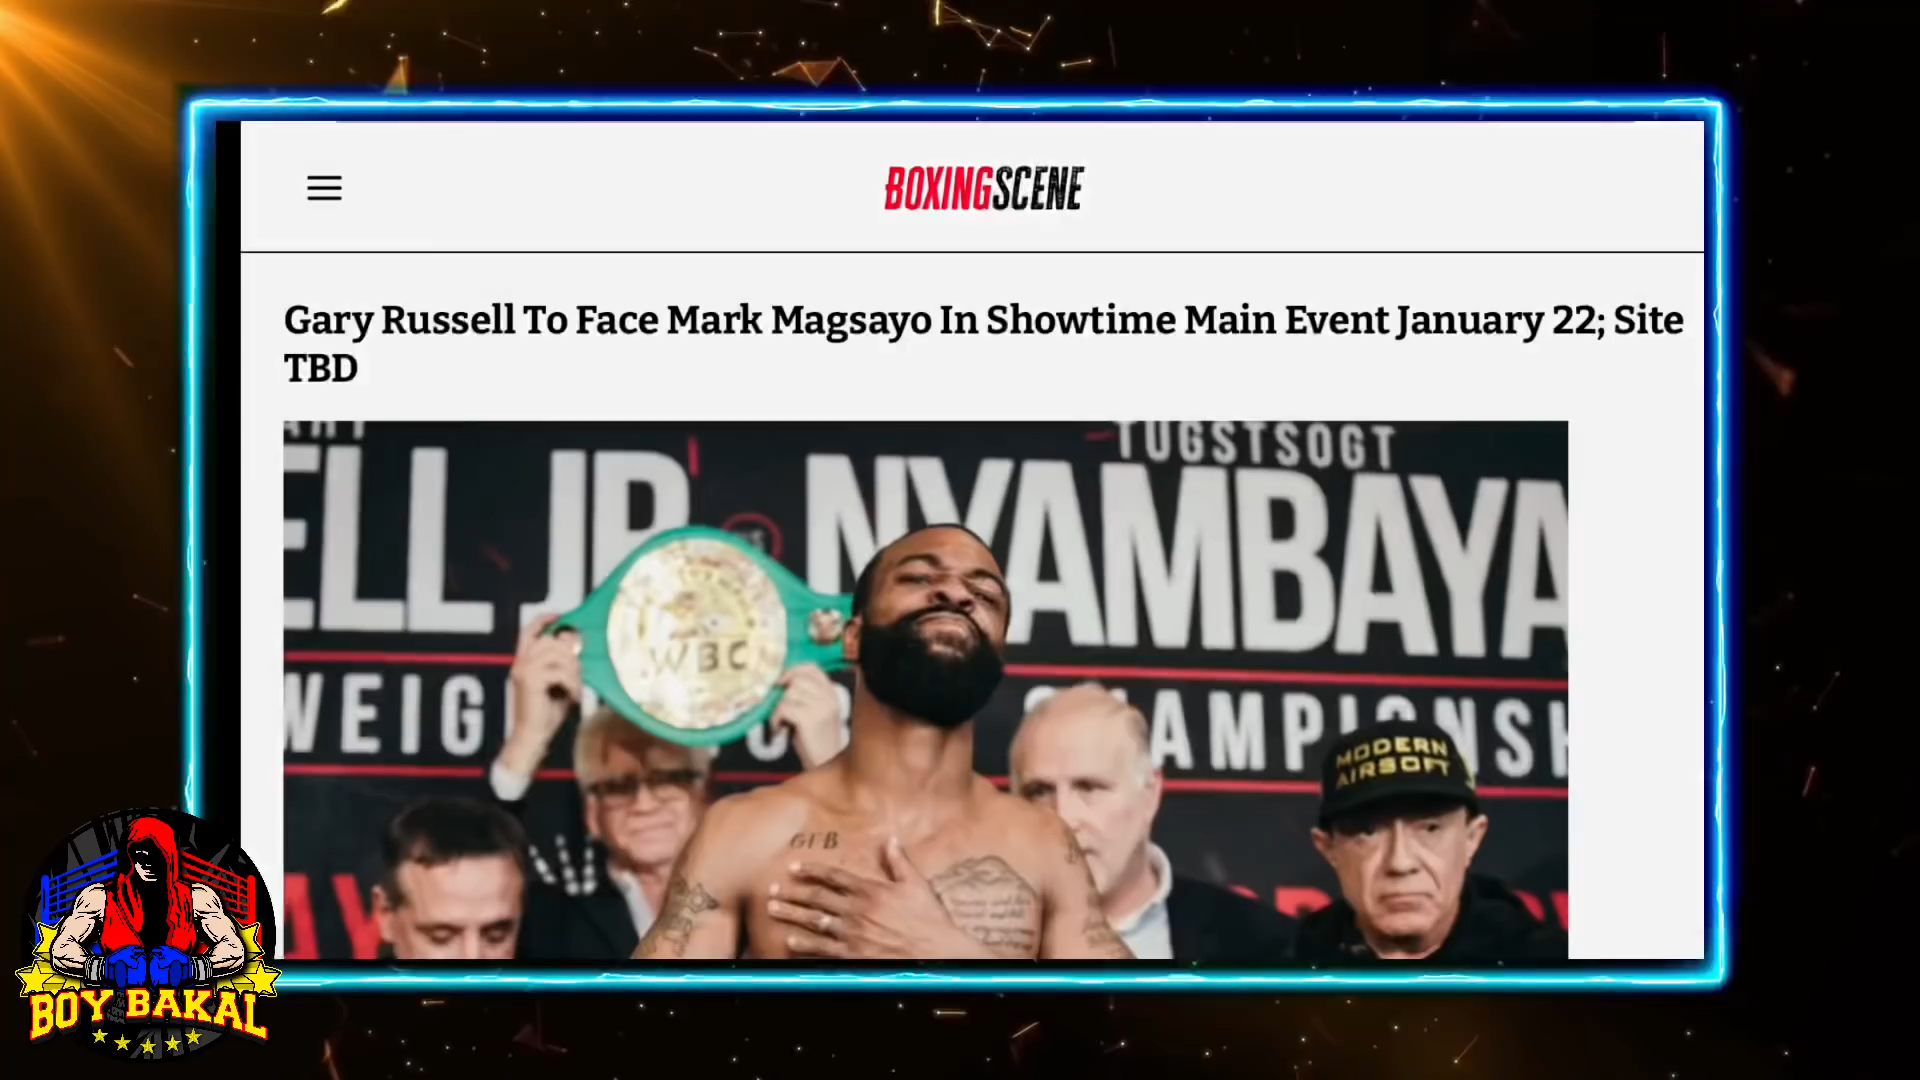 BOXINGSCENE
Gary Russell To Face Mark Magsayo In Showtime Main Event January 22; Site
TBD
TUGSTSOGT
ELL JR NYAMBAYA
WBC
WEIG
AMPIONSH
MODERN
AIRSOFT
GFB
BOY BAKAL